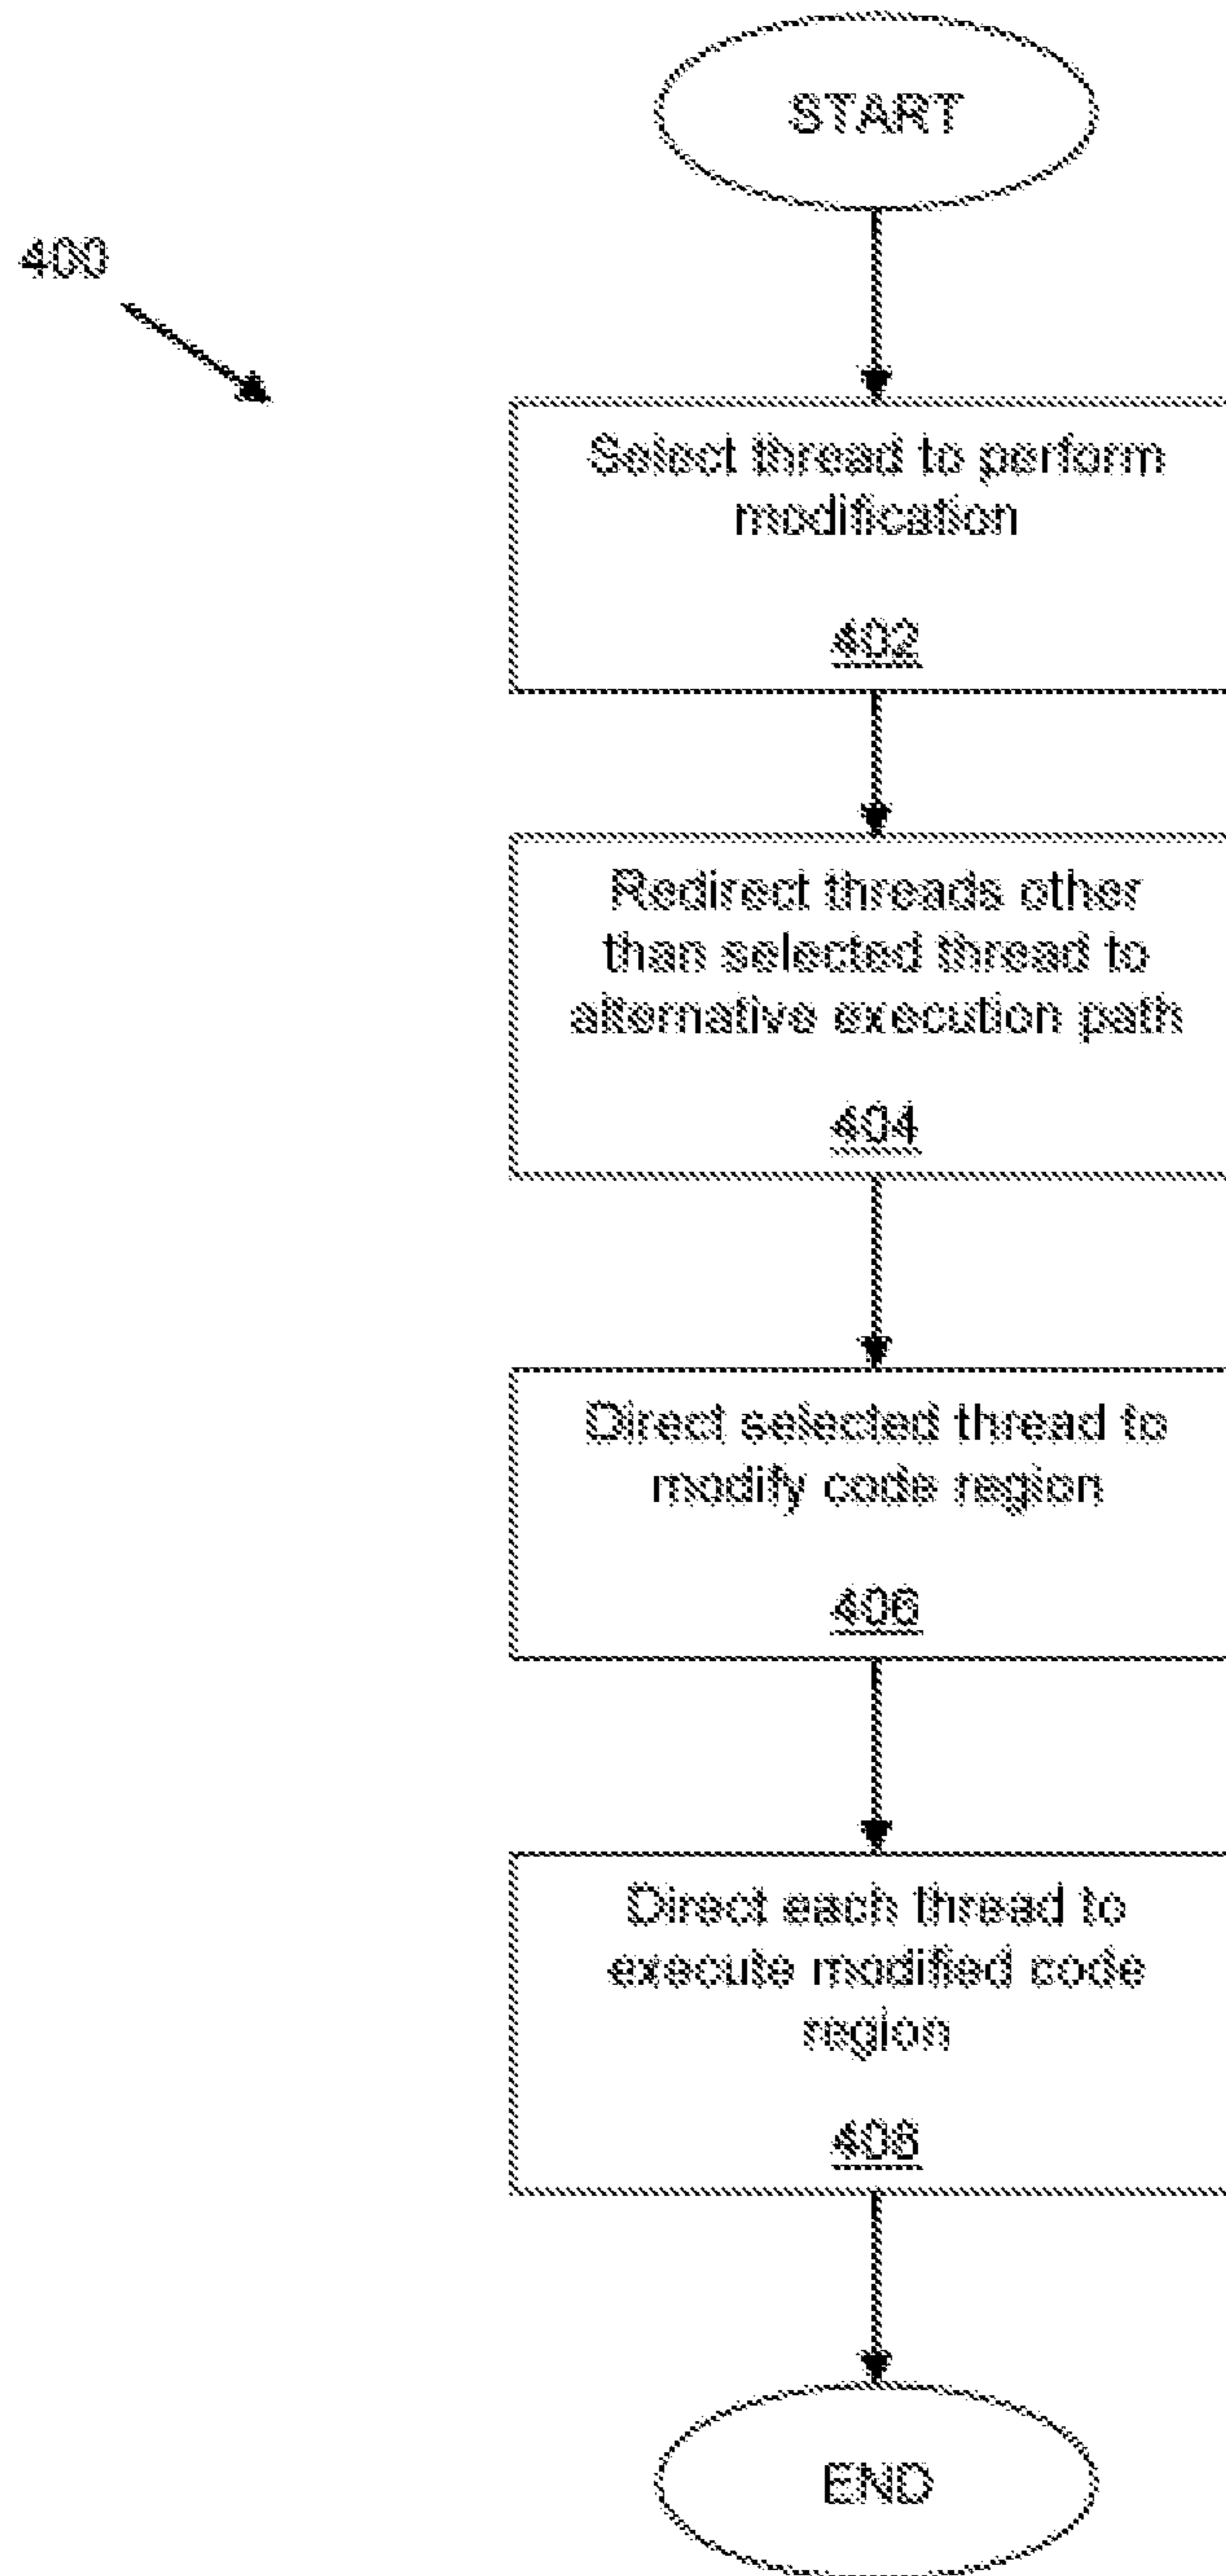 START
400
Select thread to perform
modification
402
Redirect threads other
than selected thread to
alternative execution path
404
Direct selected thread to
modify code region
406
Direct each thread to
execute modified code
region
408
END